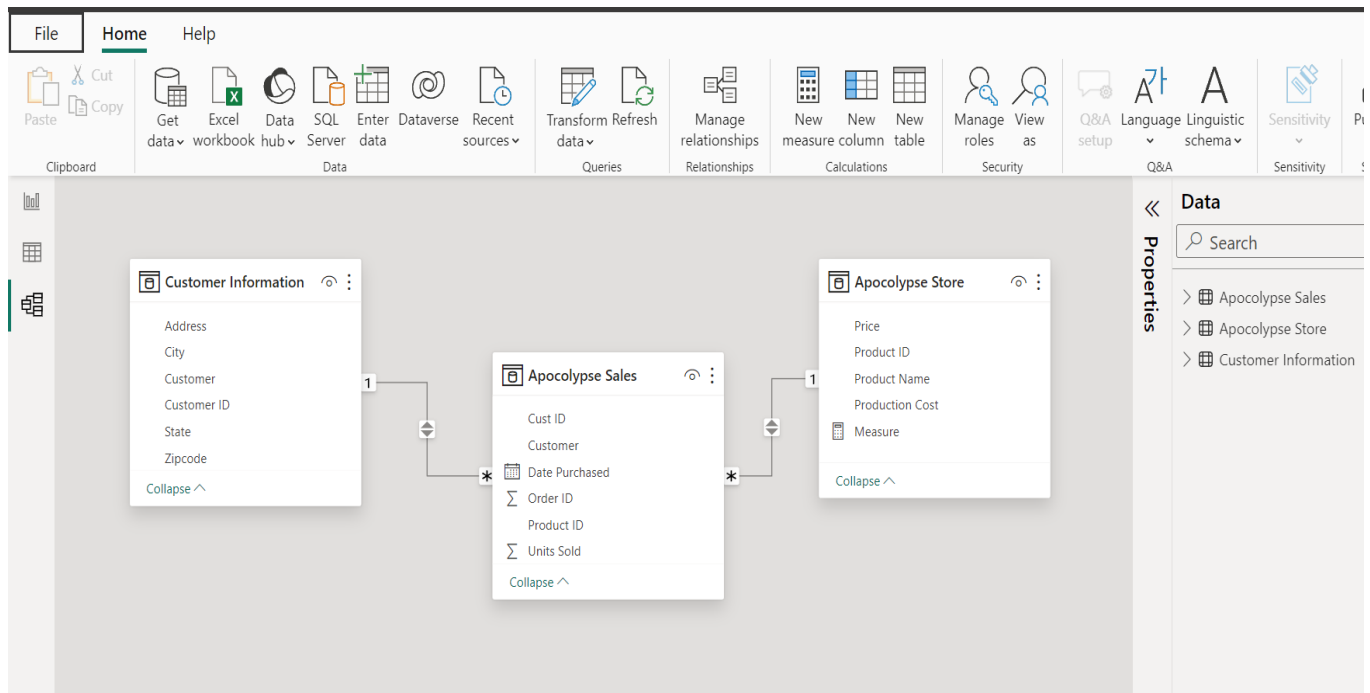 File Home Help
Paste
Cut
Copy
Clipboard
Get data
Excel workbook
Data hub
SQL Server
Enter data
Dataverse
Recent sources
Data
Transform data
Refresh
Queries
Manage relationships
Relationships
New measure
New column
New table
Calculations
Manage roles
View as
Security
Q&A setup
Language
Linguistic schema
Q&A
Sensitivity
Sensitivity
Customer Information
Address
City
Customer
Customer ID
State
Zipcode
Collapse
1
*
Apocolypse Sales
Cust ID
Customer
Date Purchased
Order ID
Product ID
Units Sold
Collapse
*
1
Apocolypse Store
Price
Product ID
Product Name
Production Cost
Measure
Collapse
Properties
Data
Search
Apocolypse Sales
Apocolypse Store
Customer Information